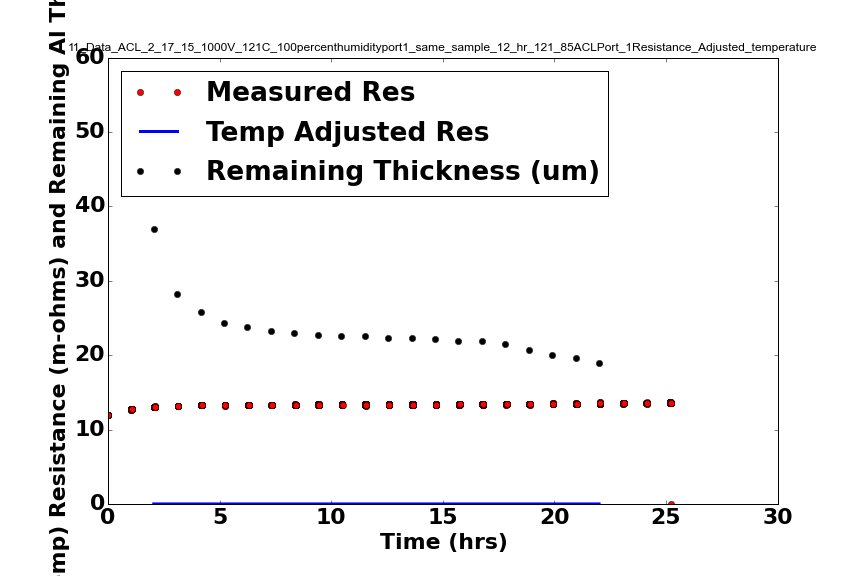 11_Data_ACL_2_17_15_1000V_121C_100percenthumidityport1_same_sample_12_hr_121_85ACLPort_1Resistance_Adjusted_temperature
Measured Res
Temp Adjusted Res
Remaining Thickness (um)
60
50
40
30
20
10
0
0 5 10 15 20 25 30
Time (hrs)
mp) Resistance (m-ohms) and Remaining Al Th